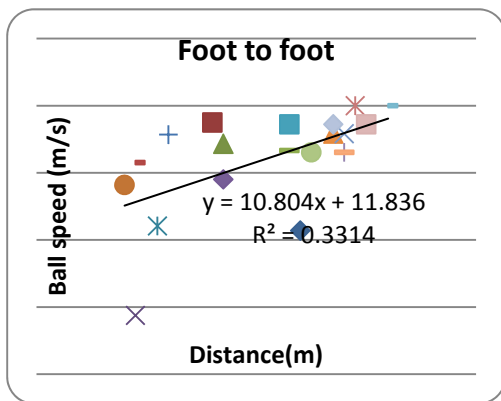 Foot to foot
Ball speed (m/s)
y = 10.804x + 11.836
R² = 0.3314
Distance(m)